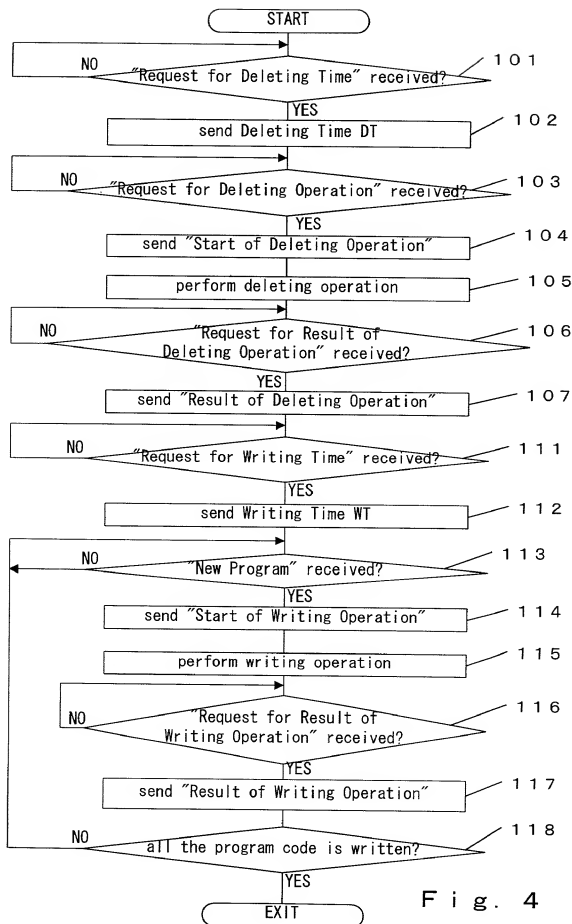 START
NO
"Request for Deleting Time" received?
101
YES
send Deleting Time DT
102
NO
"Request for Deleting Operation" received?
103
YES
send "Start of Deleting Operation"
104
perform deleting operation
105
"Request for Result of
Deleting Operation" received?
106
NO
YES
send "Result of Deleting Operation"
107
NO
"Request for Writing Time" received?
111
YES
send Writing Time WT
112
NO
"New Program" received?
113
YES
send "Start of Writing Operation"
114
perform writing operation
115
"Request for Result of
Writing Operation" received?
116
NO
YES
send "Result of Writing Operation"
117
NO
all the program code is written?
118
YES
EXIT
Fig. 4